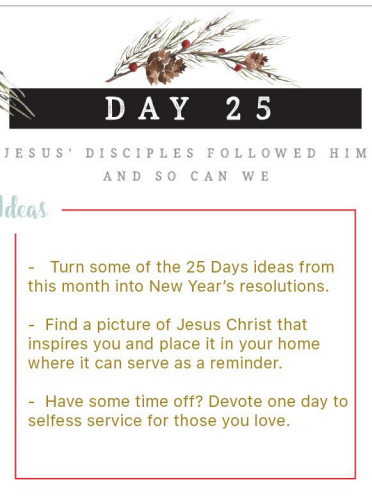 DAY 25
JESUS' DISCIPLES FOLLOWED HIM
AND SO CAN WE
Ideas
- Turn some of the 25 Days ideas from
this month into New Year's resolutions.
- Find a picture of Jesus Christ that
inspires you and place it in your home
where it can serve as a reminder.
- Have some time off? Devote one day to
selfess service for those you love.